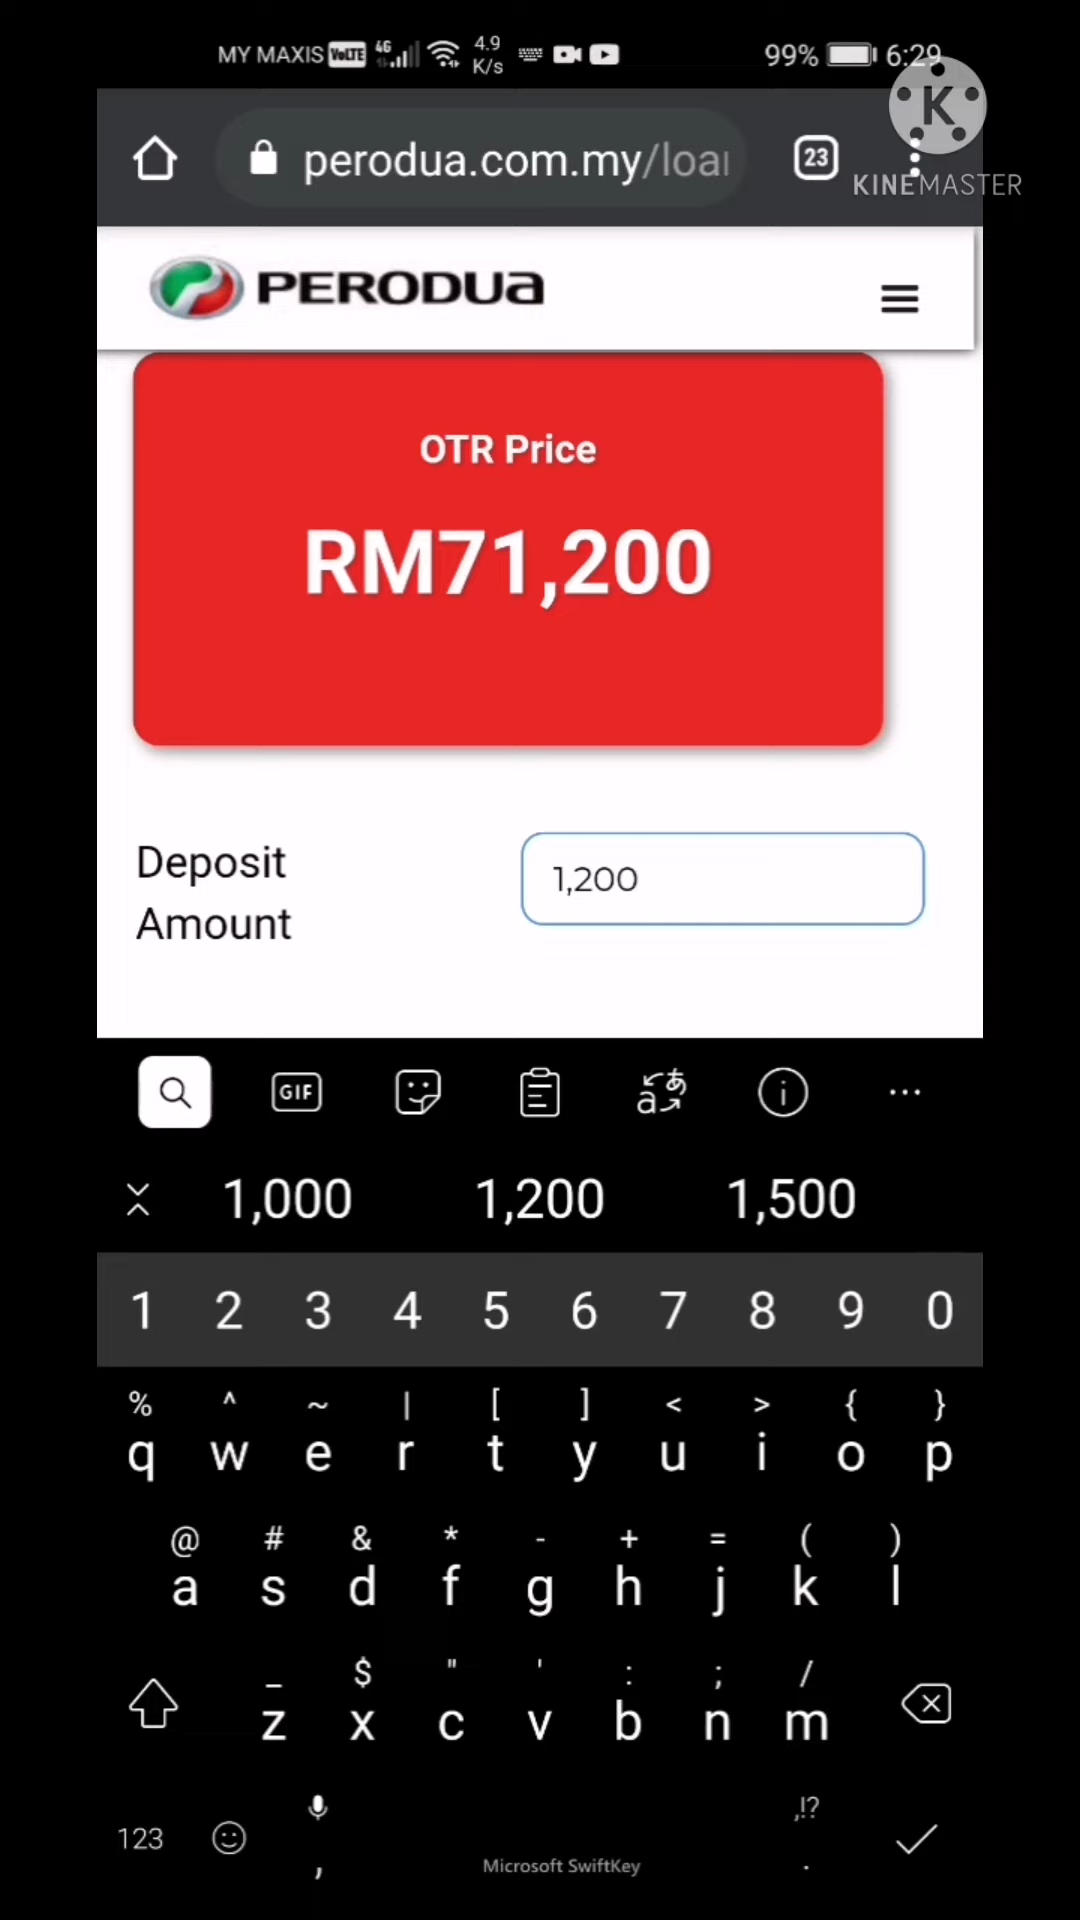 MY MAXIS VoLTE 4G 4.9 K/s 99% 6:29
perodua.com.my/loa 23
K
KINEMASTER
PERODUA
OTR Price
RM71,200
Deposit
Amount
1,200
GIF
1,000 1,200 1,500
1 2 3 4 5 6 7 8 9 0
% ^ ~ | [ ] < > { }
q w e r t y u i o p
@ # & * - + = ( )
a s d f g h j k l
_ $ " ' : ; /
z x c v b n m
,!?
123 , Microsoft SwiftKey .